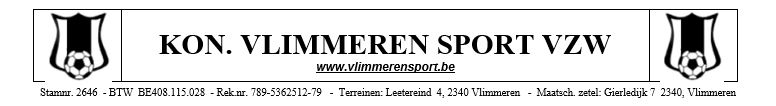 KON. VLIMMEREN SPORT VZW
www.vlimmerensport.be
Stamnr. 2646 - BTW BE408.115.028 - Rek.nr. 789-5362512-79 - Terreinen: Leetereind 4, 2340 Vlimmeren - Maatsch. zetel: Gierledijk 7 2340, Vlimmeren